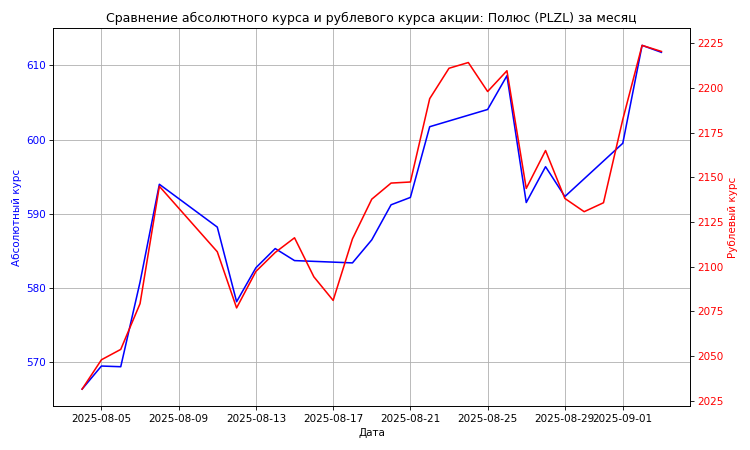 Сравнение абсолютного курса и рублевого курса акции: Полюс (PLZL) за месяц
Абсолютный курс
610
600
590
580
570
2225
2200
2175
2150
2125
2100
2075
2050
2025
Рублевый курс
2025-08-05 2025-08-09 2025-08-13 2025-08-17 2025-08-21 2025-08-25 2025-08-29 2025-09-01
Дата